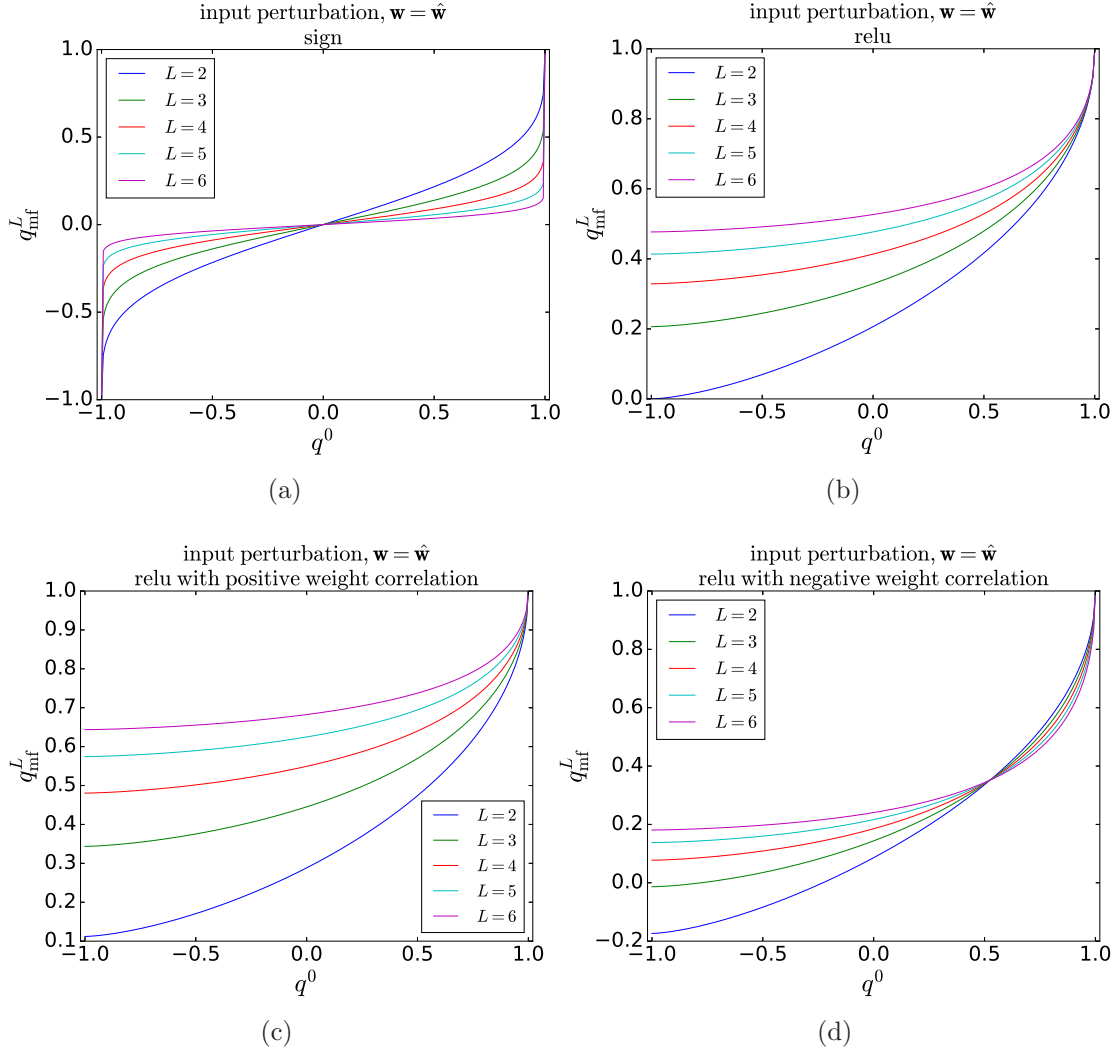 input perturbation, w = ŵ
sign
1.0
0.5
0.0
−0.5
−1.0
−1.0 −0.5 0.0 0.5 1.0
q^L_mf
q^0
L = 2
L = 3
L = 4
L = 5
L = 6
(a)
input perturbation, w = ŵ
relu
1.0
0.8
0.6
0.4
0.2
0.0
−1.0 −0.5 0.0 0.5 1.0
q^L_mf
q^0
L = 2
L = 3
L = 4
L = 5
L = 6
(b)
input perturbation, w = ŵ
relu with positive weight correlation
1.0
0.9
0.8
0.7
0.6
0.5
0.4
0.3
0.2
0.1
−1.0 −0.5 0.0 0.5 1.0
q^L_mf
q^0
L = 2
L = 3
L = 4
L = 5
L = 6
(c)
input perturbation, w = ŵ
relu with negative weight correlation
1.0
0.8
0.6
0.4
0.2
0.0
−0.2
−1.0 −0.5 0.0 0.5 1.0
q^L_mf
q^0
L = 2
L = 3
L = 4
L = 5
L = 6
(d)